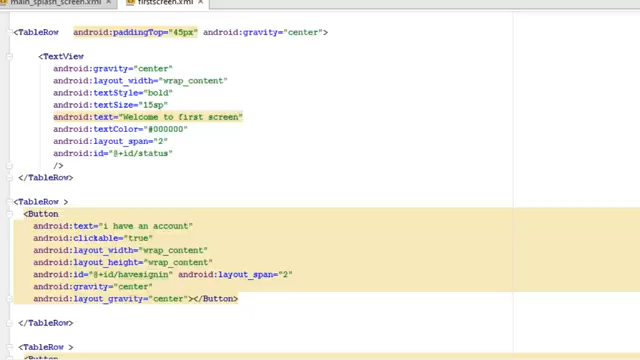 main_splash_screen.xml × firstscreen.xml ×
<TableRow android:paddingTop="45px" android:gravity="center">
<TextView
android:gravity="center"
android:layout_width="wrap_content"
android:textStyle="bold"
android:textSize="15sp"
android:text="Welcome to first screen"
android:textColor="#000000"
android:layout_span="2"
android:id="@+id/status"
/>
</TableRow>
<TableRow >
<Button
android:text="i have an account"
android:clickable="true"
android:layout_width="wrap_content"
android:layout_height="wrap_content"
android:id="@+id/havesignin" android:layout_span="2"
android:gravity="center"
android:layout_gravity="center"></Button>
</TableRow>
<TableRow >
<Button